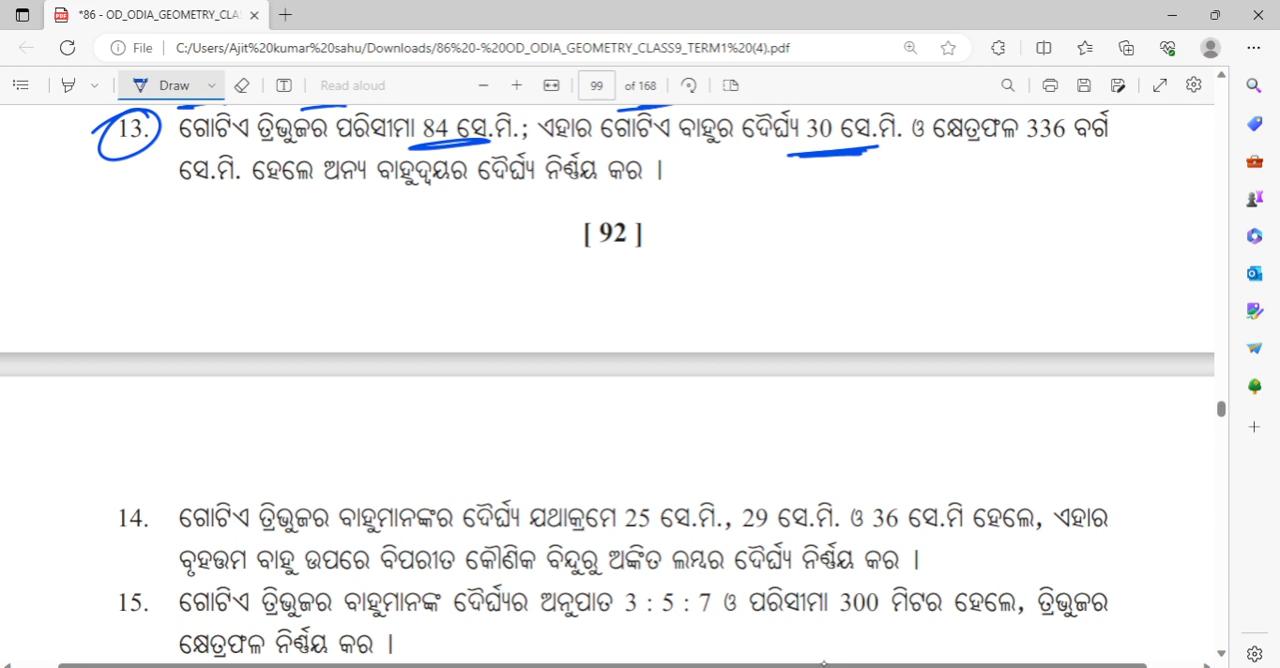 *86 - OD_ODIA_GEOMETRY_CLA
File C:/Users/Ajit%20kumar%20sahu/Downloads/86%20-%20OD_ODIA_GEOMETRY_CLASS9_TERM1%20(4).pdf
Draw Read aloud 99 of 168
13. ଗୋଟିଏ ତ୍ରିଭୁଜର ପରିସୀମା 84 ସେ.ମି.; ଏହାର ଗୋଟିଏ ବାହୁର ଦୈର୍ଘ୍ୟ 30 ସେ.ମି. ଓ କ୍ଷେତ୍ରଫଳ 336 ବର୍ଗ
ସେ.ମି. ହେଲେ ଅନ୍ୟ ବାହୁଦ୍ୱୟର ଦୈର୍ଘ୍ୟ ନିର୍ଣ୍ଣୟ କର ।
[ 92 ]
14. ଗୋଟିଏ ତ୍ରିଭୁଜର ବାହୁମାନଙ୍କର ଦୈର୍ଘ୍ୟ ଯଥାକ୍ରମେ 25 ସେ.ମି., 29 ସେ.ମି. ଓ 36 ସେ.ମି ହେଲେ, ଏହାର
ବୃହତ୍ତମ ବାହୁ ଉପରେ ବିପରୀତ କୌଣିକ ବିନ୍ଦୁରୁ ଅଙ୍କିତ ଲମ୍ବର ଦୈର୍ଘ୍ୟ ନିର୍ଣ୍ଣୟ କର ।
15. ଗୋଟିଏ ତ୍ରିଭୁଜର ବାହୁମାନଙ୍କ ଦୈର୍ଘ୍ୟର ଅନୁପାତ 3 : 5 : 7 ଓ ପରିସୀମା 300 ମିଟର ହେଲେ, ତ୍ରିଭୁଜର
କ୍ଷେତ୍ରଫଳ ନିର୍ଣ୍ଣୟ କର ।